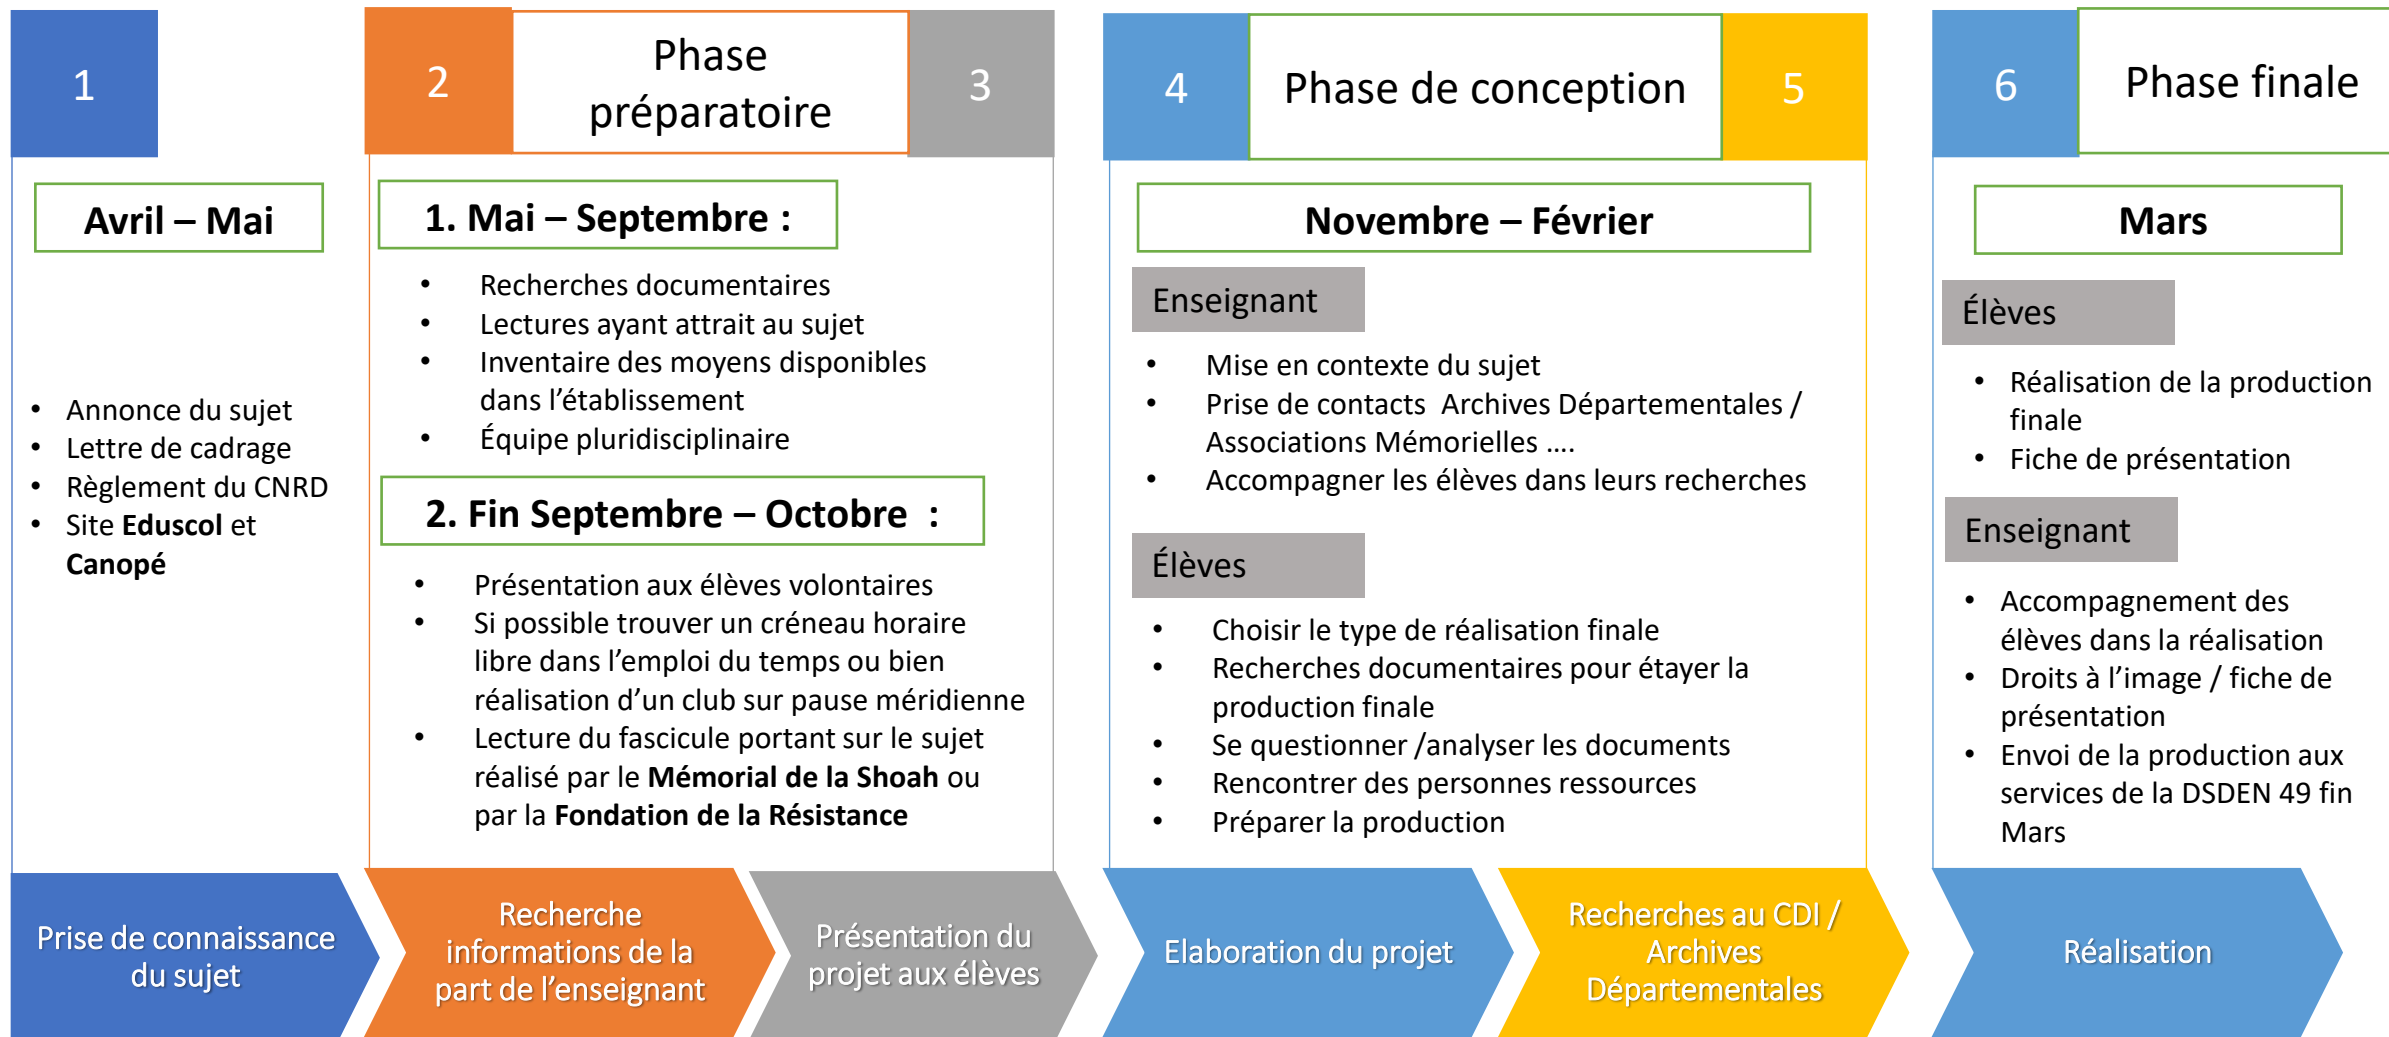 1
Avril – Mai
• Annonce du sujet
• Lettre de cadrage
• Règlement du CNRD
• Site Eduscol et
Canopé
Prise de connaissance
du sujet
2
Phase
préparatoire
3
1. Mai – Septembre :
• Recherches documentaires
• Lectures ayant attrait au sujet
• Inventaire des moyens disponibles
dans l’établissement
• Équipe pluridisciplinaire
2. Fin Septembre – Octobre :
• Présentation aux élèves volontaires
• Si possible trouver un créneau horaire
libre dans l’emploi du temps ou bien
réalisation d’un club sur pause méridienne
• Lecture du fascicule portant sur le sujet
réalisé par le Mémorial de la Shoah ou
par la Fondation de la Résistance
Recherche
informations de la
part de l’enseignant
Présentation du
projet aux élèves
4
Phase de conception
5
Novembre – Février
Enseignant
• Mise en contexte du sujet
• Prise de contacts Archives Départementales /
Associations Mémorielles ….
• Accompagner les élèves dans leurs recherches
Élèves
• Choisir le type de réalisation finale
• Recherches documentaires pour étayer la
production finale
• Se questionner /analyser les documents
• Rencontrer des personnes ressources
• Préparer la production
Elaboration du projet
Recherches au CDI /
Archives
Départementales
6
Phase finale
Mars
Élèves
• Réalisation de la production
finale
• Fiche de présentation
Enseignant
• Accompagnement des
élèves dans la réalisation
• Droits à l’image / fiche de
présentation
• Envoi de la production aux
services de la DSDEN 49 fin
Mars
Réalisation